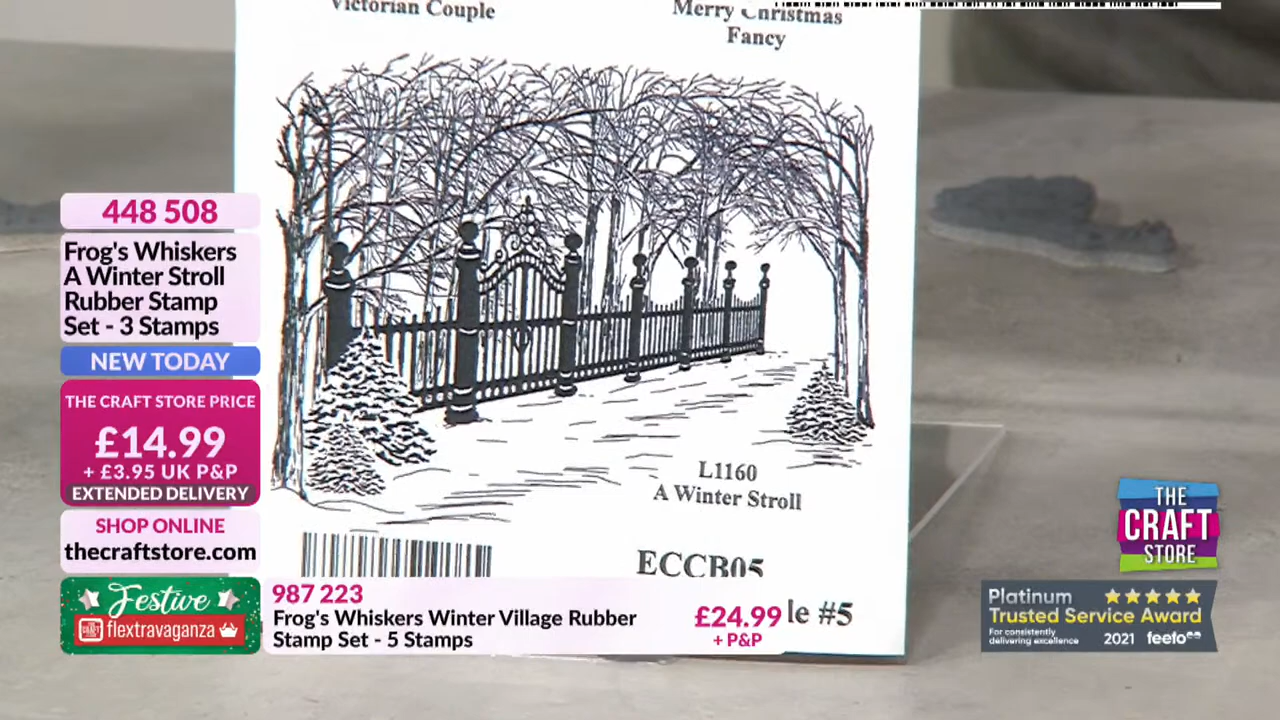 Victorian Couple
Merry Christmas
Fancy
448 508
Frog's Whiskers
A Winter Stroll
Rubber Stamp
Set - 3 Stamps
NEW TODAY
THE CRAFT STORE PRICE
£14.99
+ £3.95 UK P&P
EXTENDED DELIVERY
SHOP ONLINE
thecraftstore.com
Festive
flextravaganza
L1160
A Winter Stroll
ECCB05
le #5
987 223
Frog's Whiskers Winter Village Rubber
Stamp Set - 5 Stamps
£24.99
+ P&P
THE
CRAFT
STORE
Platinum
Trusted Service Award
For consistently
delivering excellence
2021 feefo